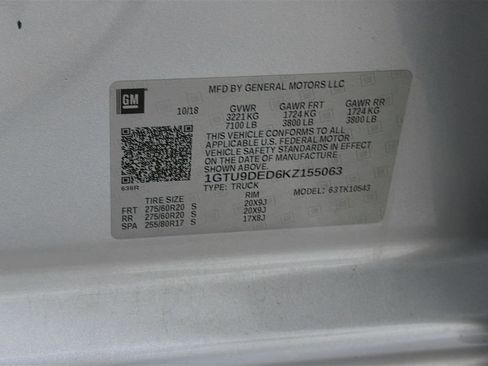 MFD BY GENERAL MOTORS LLC
GM
10/18 GVWR GAWR FRT GAWR RR
3221 KG 1724 KG 1724 KG
7100 LB 3800 LB 3800 LB
THIS VEHICLE CONFORMS TO ALL
APPLICABLE U.S. FEDERAL MOTOR
VEHICLE SAFETY STANDARDS IN EFFECT
ON THE DATE OF MANUFACTURE
SHOWN ABOVE
1GTU9DED6KZ155063
TYPE: TRUCK MODEL: 63TK10543
TIRE SIZE RIM
FRT 275/60R20 S 20X9J
RR 275/60R20 S 20X9J
SPA 255/80R17 S 17X8J